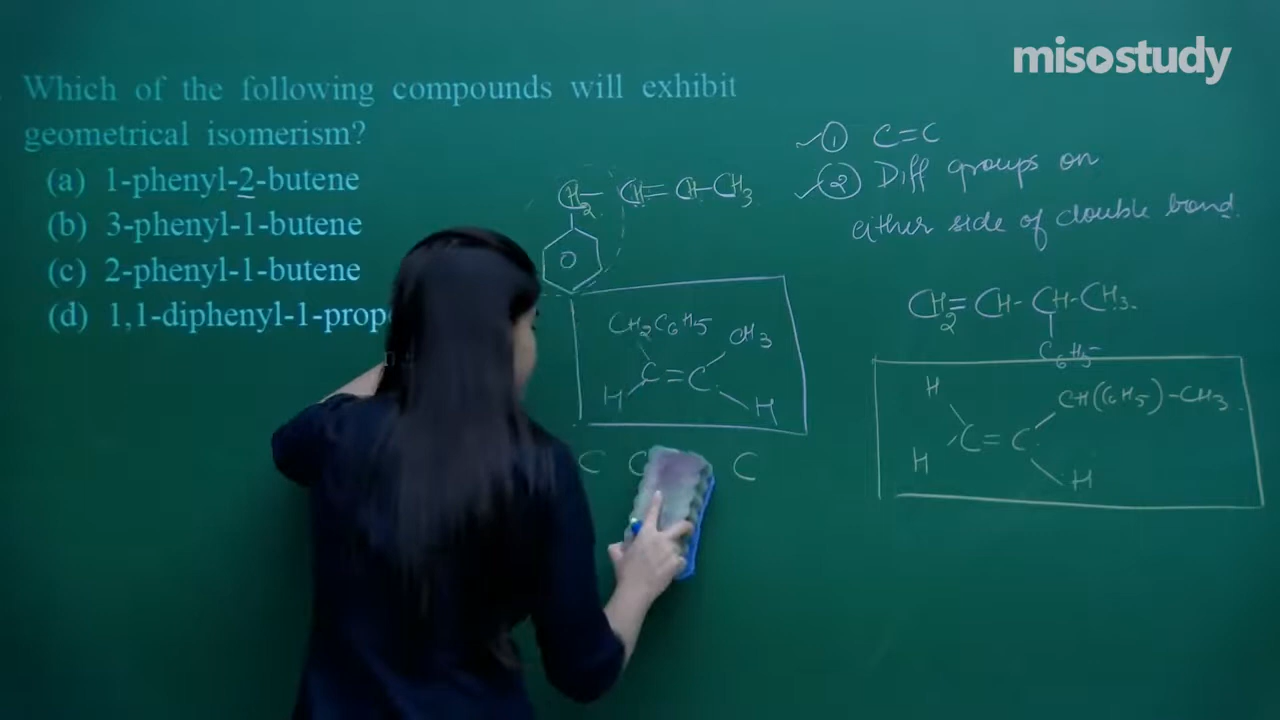 misostudy
Which of the following compounds will exhibit
geometrical isomerism?
(a) 1-phenyl-2-butene
(b) 3-phenyl-1-butene
(c) 2-phenyl-1-butene
(d) 1,1-diphenyl-1-prop
① C=C
② Diff groups on
either side of double bond.
CH2-CH=CH-CH3
CH2C6H5 CH3
C=C
H H
C C C
CH2=CH-CH-CH3.
C6H5
H CH(C6H5)-CH3
C=C
H H